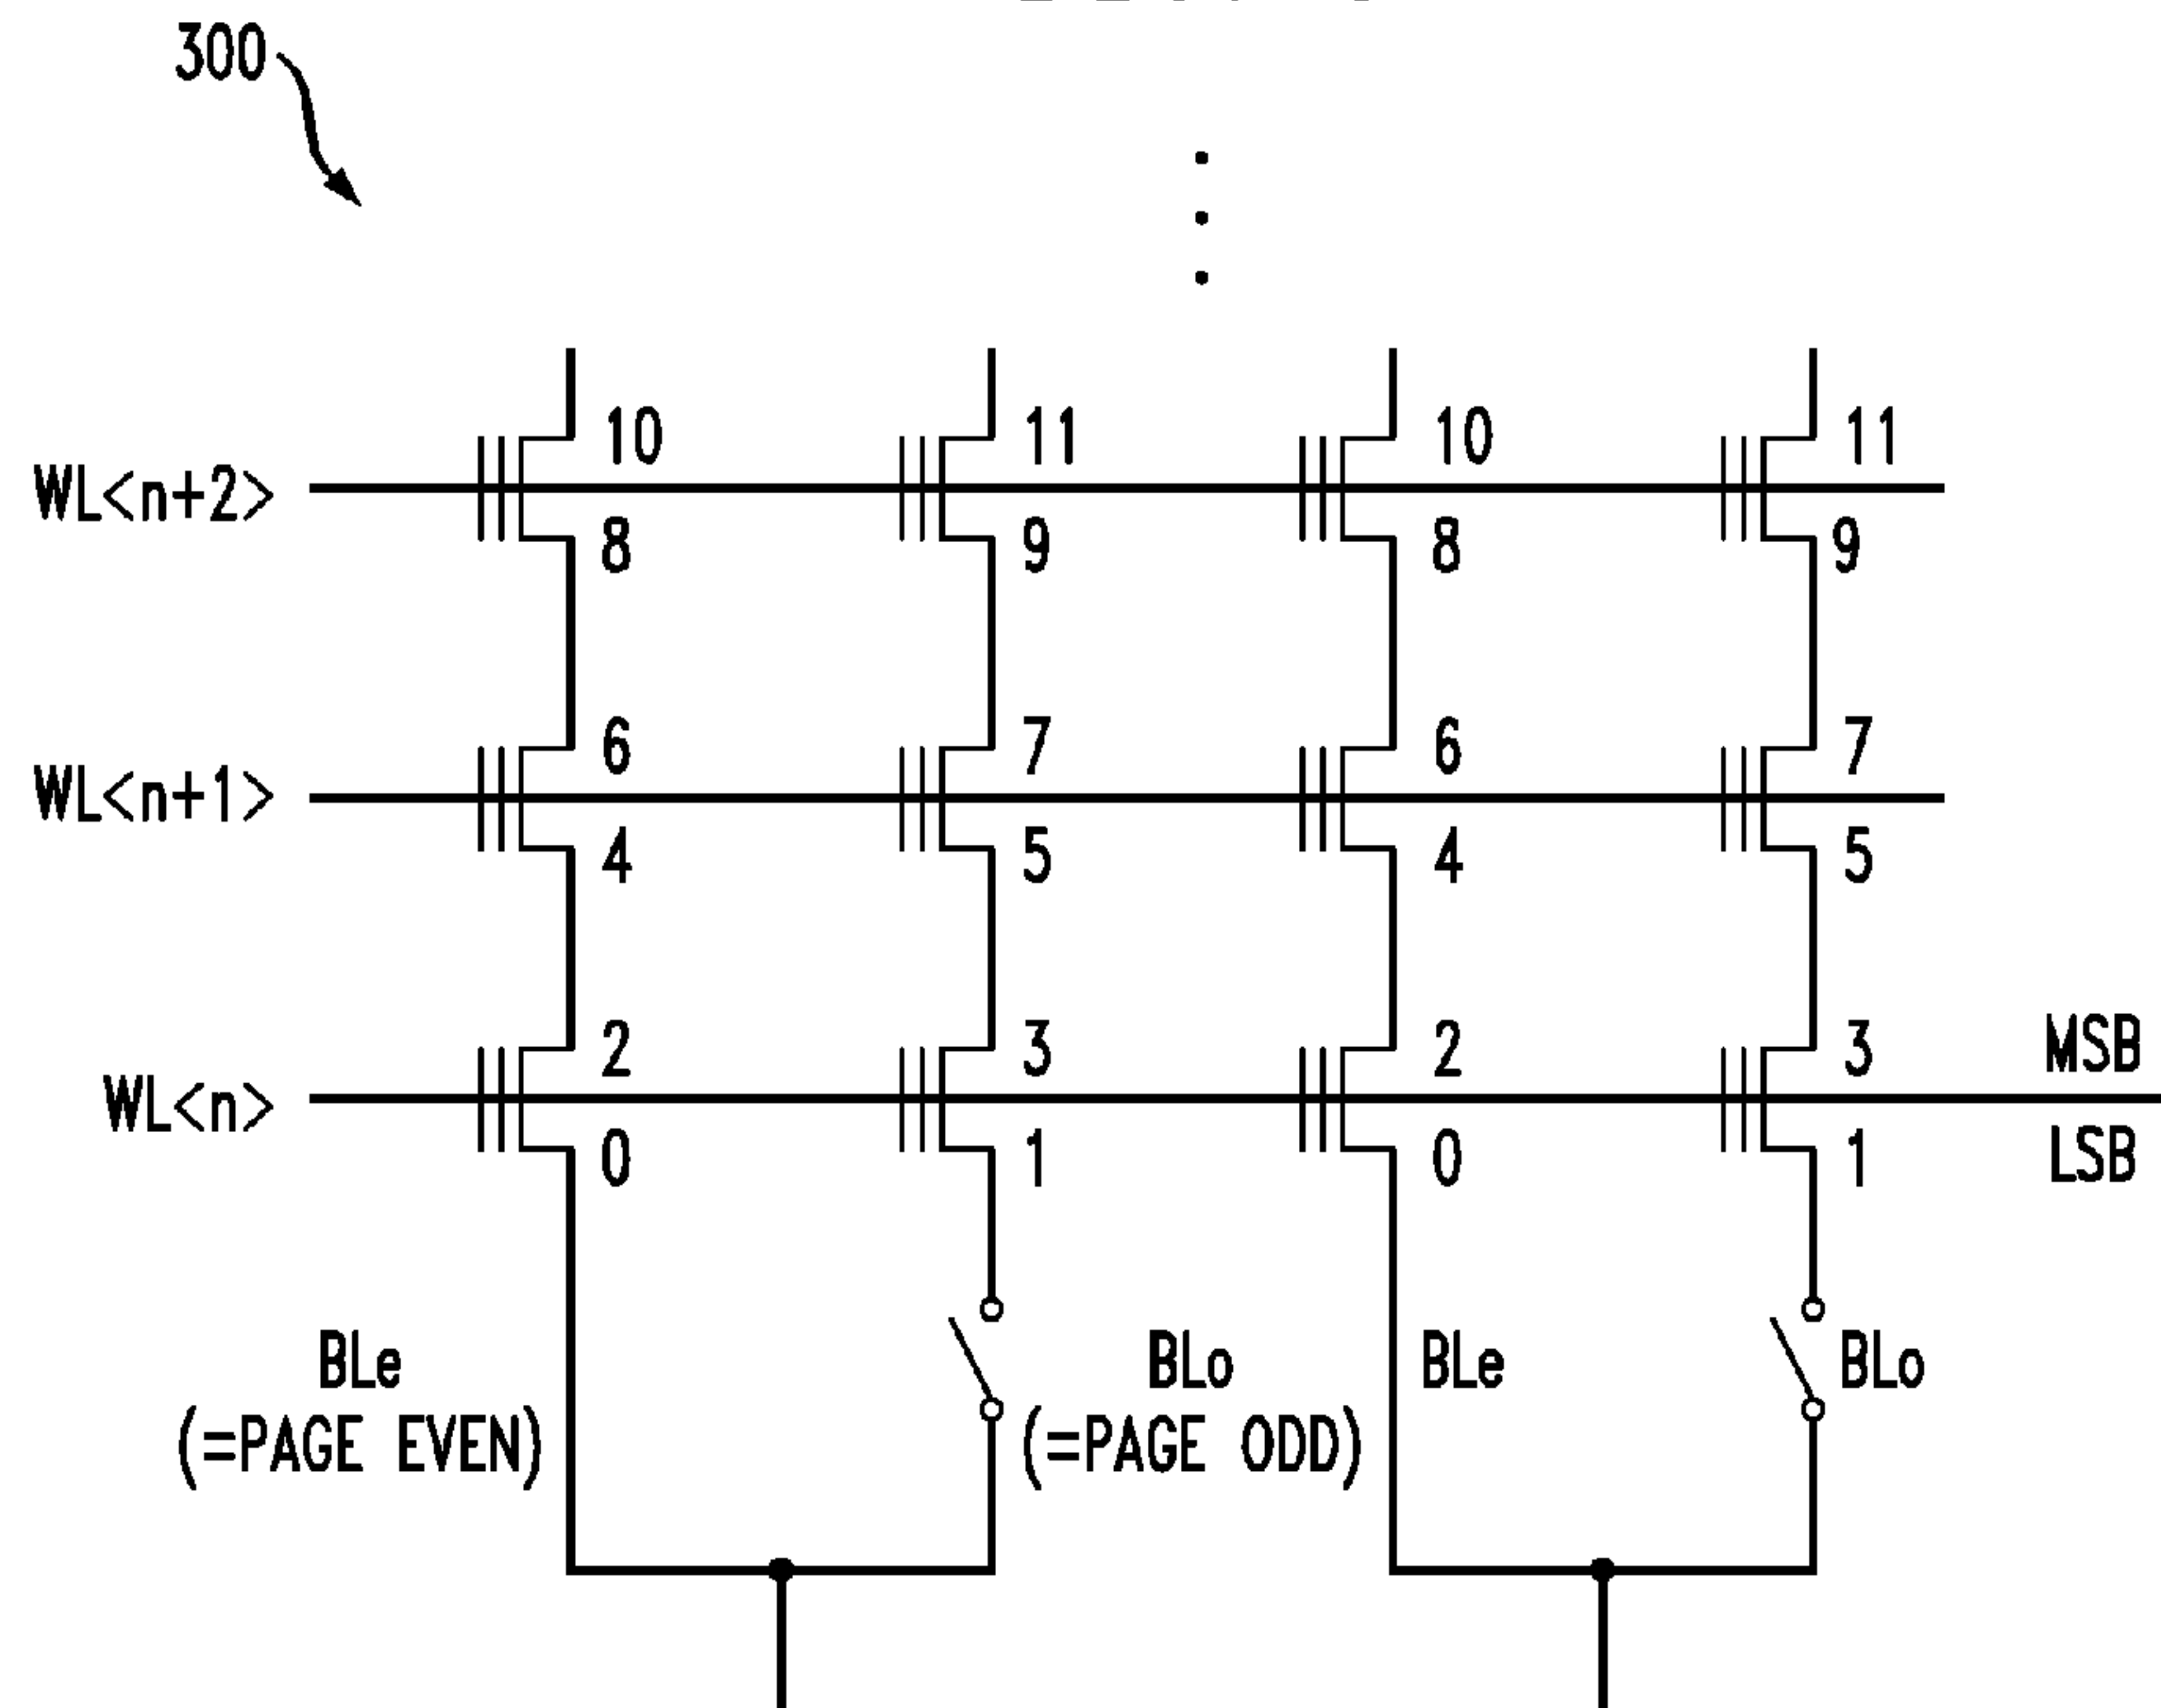 300
10 11 10 11
WL<n+2>
8 9 8 9
6 7 6 7
WL<n+1>
4 5 4 5
2 3 2 3 MSB
WL<n>
0 1 0 1 LSB
BLe BLo BLe BLo
(=PAGE EVEN) (=PAGE ODD)